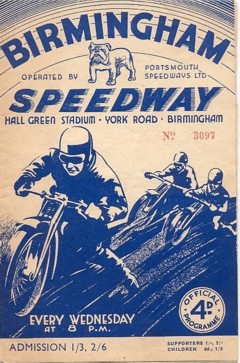 BIRMINGHAM
OPERATED BY PORTSMOUTH
SPEEDWAYS LTD
SPEEDWAY
HALL GREEN STADIUM · YORK ROAD · BIRMINGHAM
No 3097
EVERY WEDNESDAY
AT 8 P.M.
OFFICIAL
4D
PROGRAMME
ADMISSION 1/3, 2/6
SUPPORTERS
CHILDREN